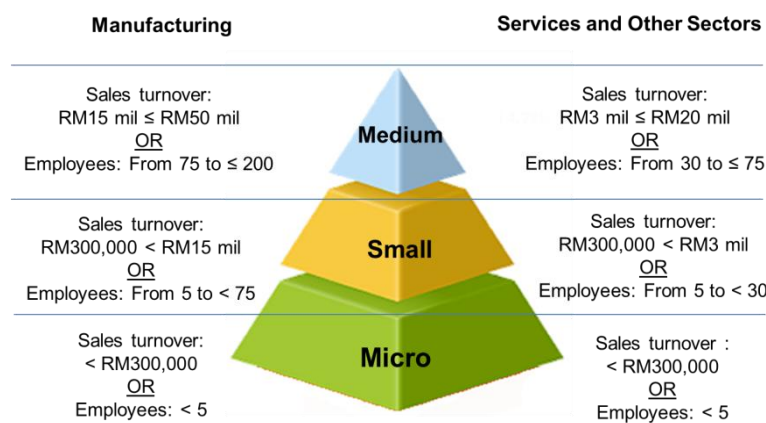 Manufacturing
Services and Other Sectors
Sales turnover:
RM15 mil ≤ RM50 mil
OR
Employees: From 75 to ≤ 200
Medium
Sales turnover:
RM3 mil ≤ RM20 mil
OR
Employees: From 30 to ≤ 75
Sales turnover:
RM300,000 < RM15 mil
OR
Employees: From 5 to < 75
Small
Sales turnover:
RM300,000 < RM3 mil
OR
Employees: From 5 to < 30
Sales turnover:
< RM300,000
OR
Employees: < 5
Micro
Sales turnover :
< RM300,000
OR
Employees: < 5